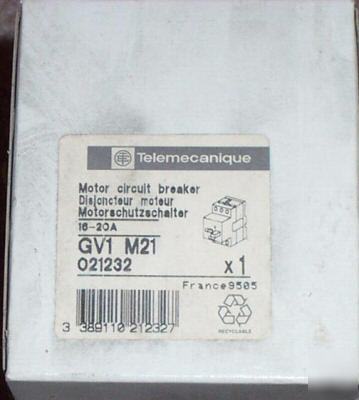 Telemecanique
Motor circuit breaker
Disjoncteur moteur
Motorschutzschalter
16-20A
GV1 M21
021232
x 1
France9505
3 389110 212327
RECYCLABLE